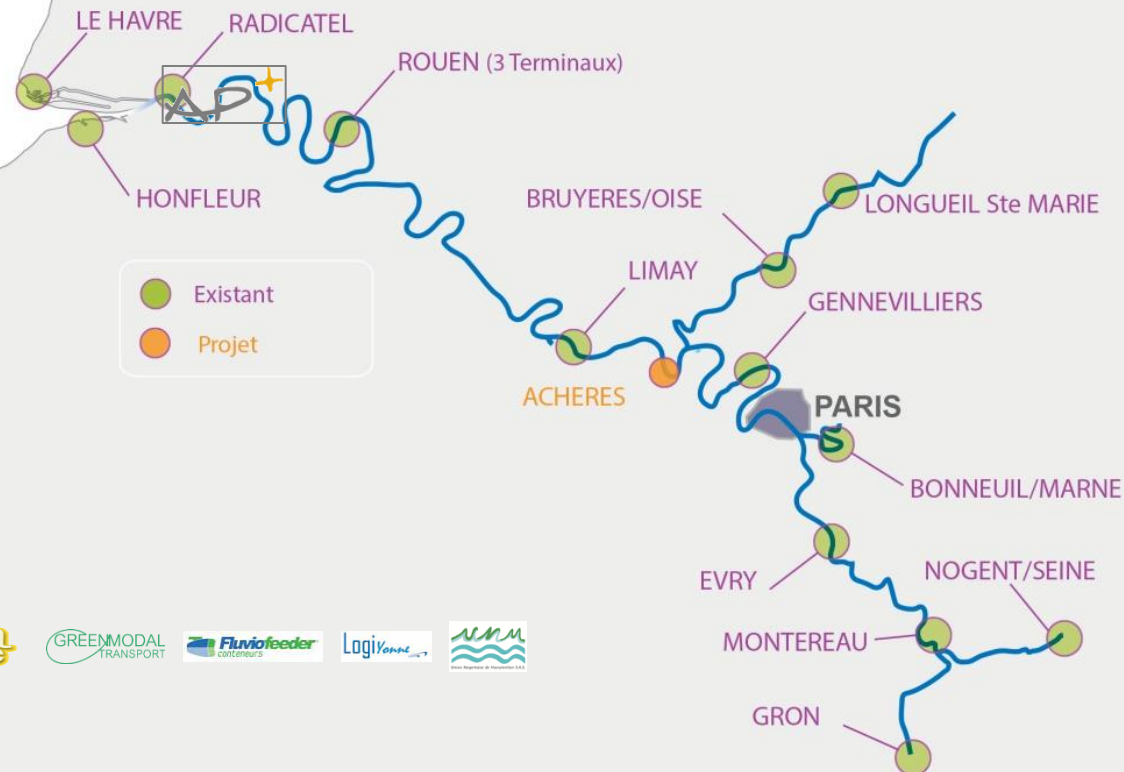 LE HAVRE
RADICATEL
ROUEN (3 Terminaux)
AP
HONFLEUR
BRUYERES/OISE
LONGUEIL Ste MARIE
LIMAY
GENNEVILLIERS
Existant
Projet
ACHERES
PARIS
BONNEUIL/MARNE
EVRY
NOGENT/SEINE
MONTEREAU
GRON
GREENMODAL
TRANSPORT
Fluviofeeder
conteneurs
LogiYonne